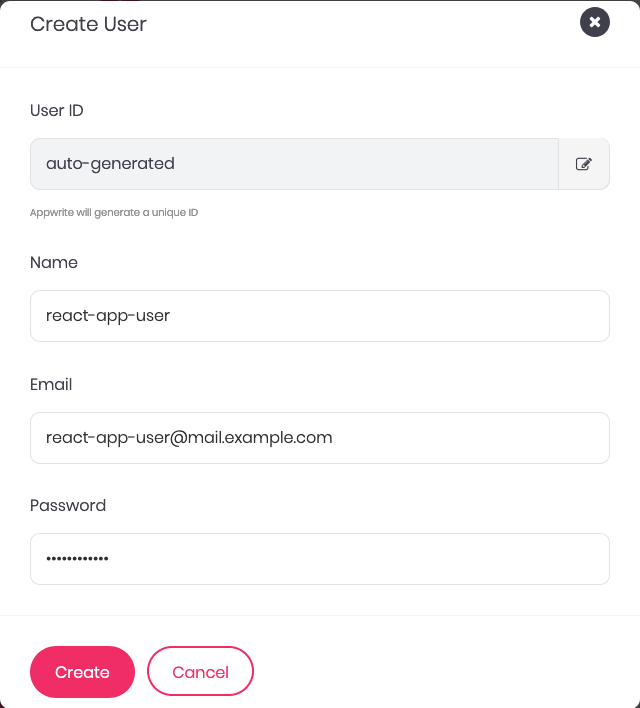 Create User
User ID
auto-generated
Appwrite will generate a unique ID
Name
react-app-user
Email
react-app-user@mail.example.com
Password
••••••••••••
Create
Cancel